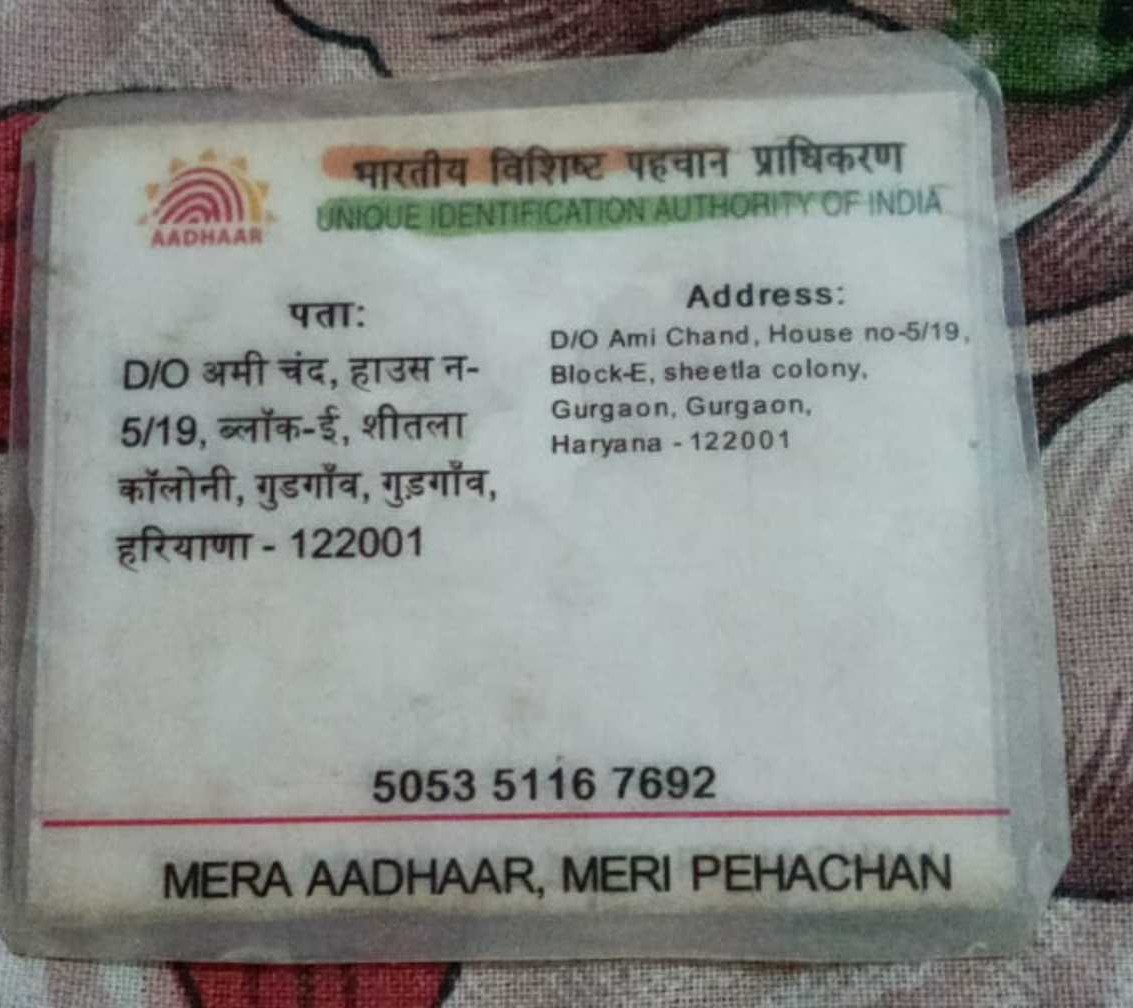 भारतीय विशिष्ट पहचान प्राधिकरण
UNIQUE IDENTIFICATION AUTHORITY OF INDIA
AADHAAR
पता:
D/O अमी चंद, हाउस न-
5/19, ब्लॉक-ई, शीतला
कॉलोनी, गुडगाँव, गुड़गाँव,
हरियाणा - 122001
Address:
D/O Ami Chand, House no-5/19,
Block-E, sheetla colony,
Gurgaon, Gurgaon,
Haryana - 122001
5053 5116 7692
MERA AADHAAR, MERI PEHACHAN